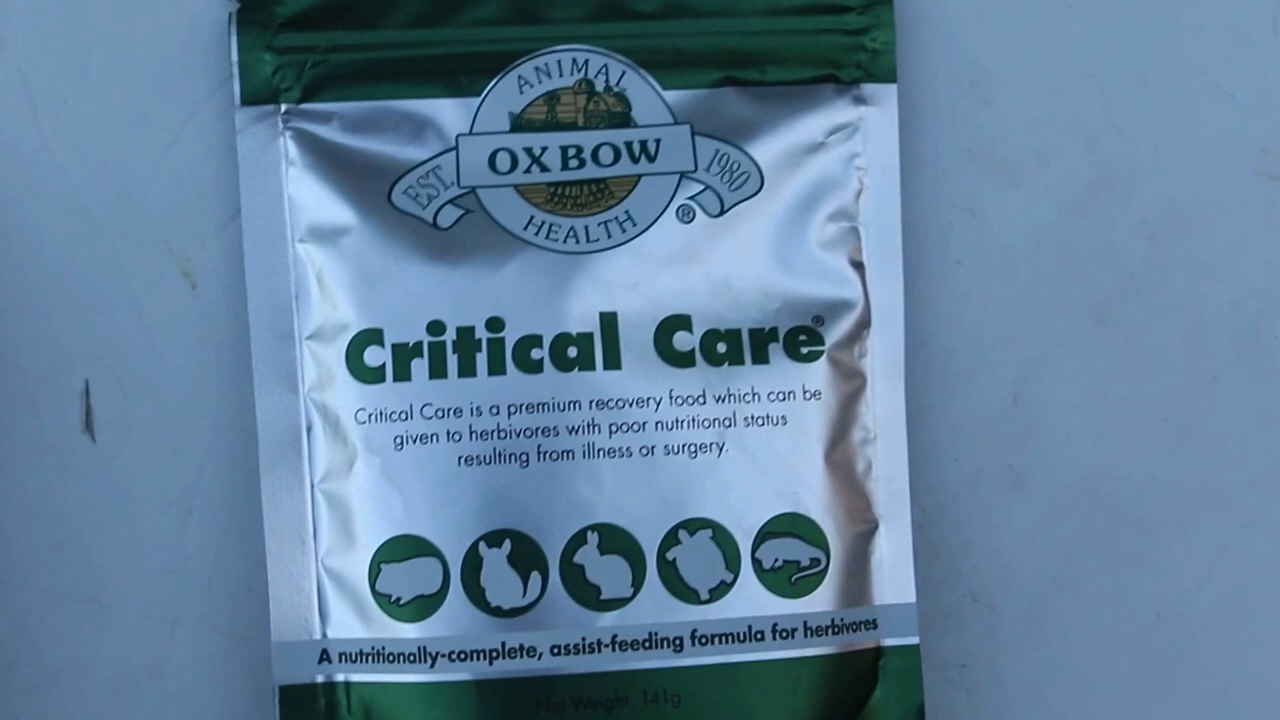 ANIMAL
OXBOW
EST. 1980
HEALTH ®
Critical Care®
Critical Care is a premium recovery food which can be
given to herbivores with poor nutritional status
resulting from illness or surgery.
A nutritionally-complete, assist-feeding formula for herbivores
Net Weight 141g